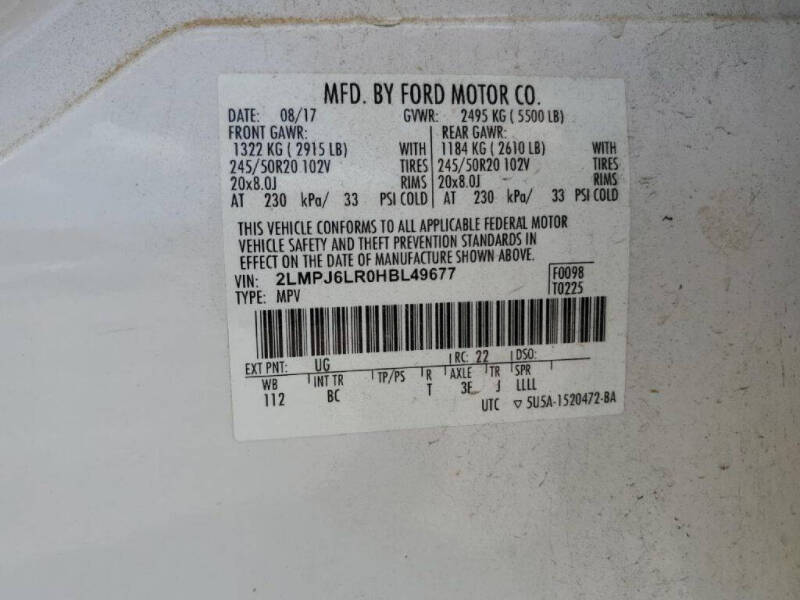 MFD. BY FORD MOTOR CO.
DATE: 08/17 GVWR: 2495 KG ( 5500 LB)
FRONT GAWR: REAR GAWR:
1322 KG ( 2915 LB) WITH 1184 KG ( 2610 LB) WITH
245/50R20 102V TIRES 245/50R20 102V TIRES
20x8.0J RIMS 20x8.0J RIMS
AT 230 kPa/ 33 PSI COLD AT 230 kPa/ 33 PSI COLD
THIS VEHICLE CONFORMS TO ALL APPLICABLE FEDERAL MOTOR
VEHICLE SAFETY AND THEFT PREVENTION STANDARDS IN
EFFECT ON THE DATE OF MANUFACTURE SHOWN ABOVE.
VIN: 2LMPJ6LR0HBL49677 F0098
TYPE: MPV T0225
EXT PNT: UG RC: 22 DSO:
WB INT TR TP/PS R AXLE TR SPR
112 BC T 3E J LLLL
UTC ▽ 5U5A-1520472-BA